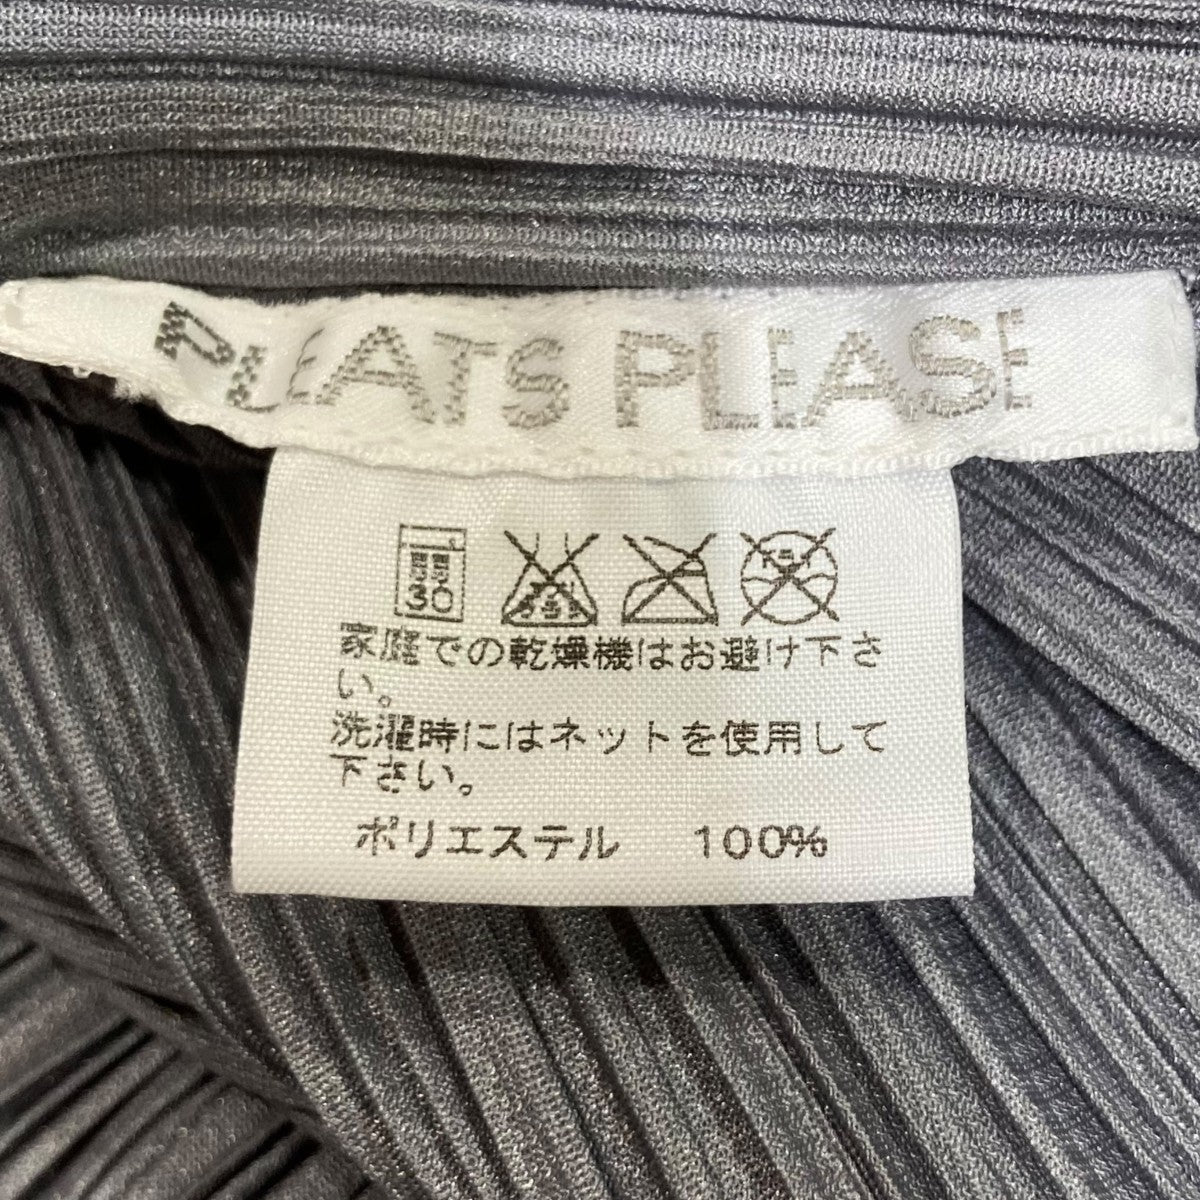 PLEATS PLEASE
30
家庭での乾燥機はお避け下さ
い。
洗濯時にはネットを使用して
下さい。
ポリエステル 100%